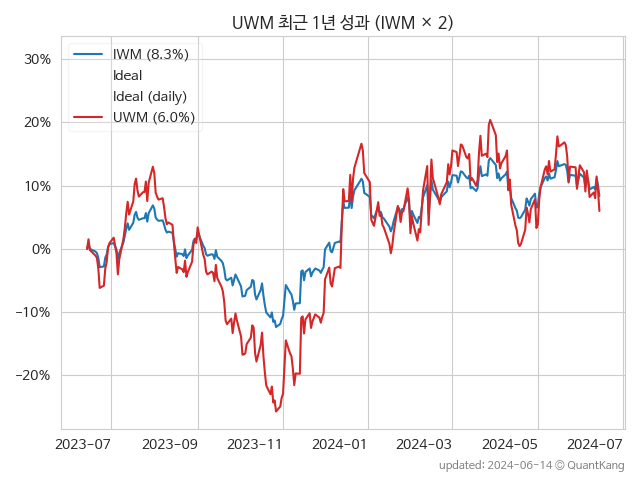 UWM 최근 1년 성과 (IWM × 2)
IWM (8.3%)
Ideal
Ideal (daily)
UWM (6.0%)
30%
20%
10%
0%
−10%
−20%
2023-07
2023-09
2023-11
2024-01
2024-03
2024-05
2024-07
updated: 2024-06-14 © QuantKang